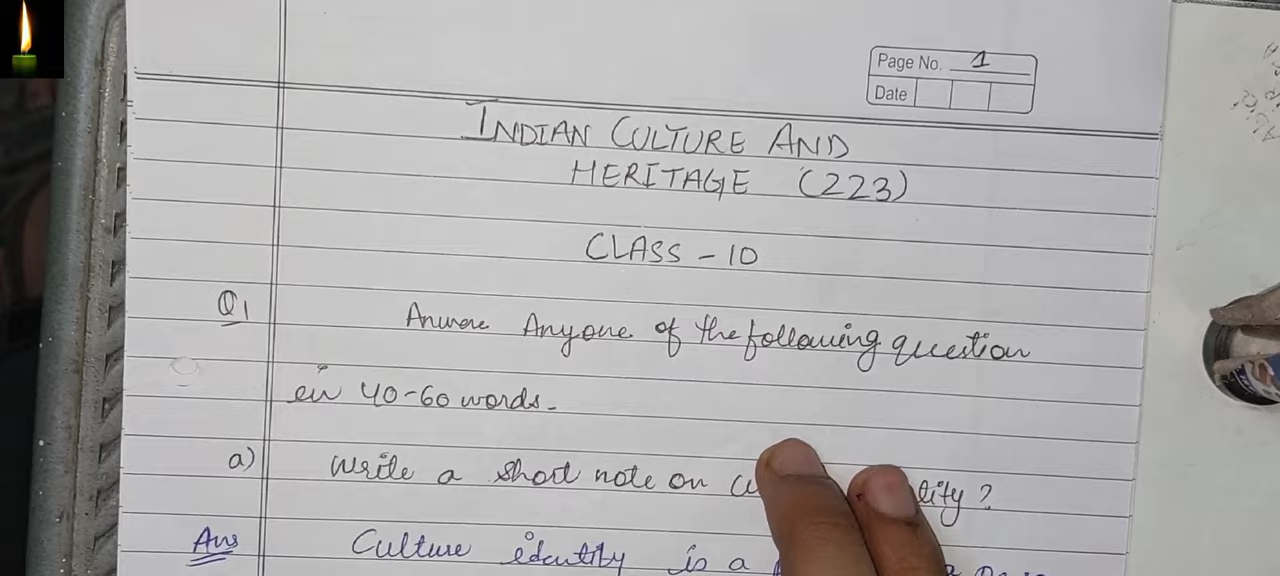 Page No. 1
Date
INDIAN CULTURE AND
HERITAGE (223)
CLASS - 10
Q1 Anwere Anyone of the following question
in 40-60 words.
a) Write a short note on
Ans Culture identity is a